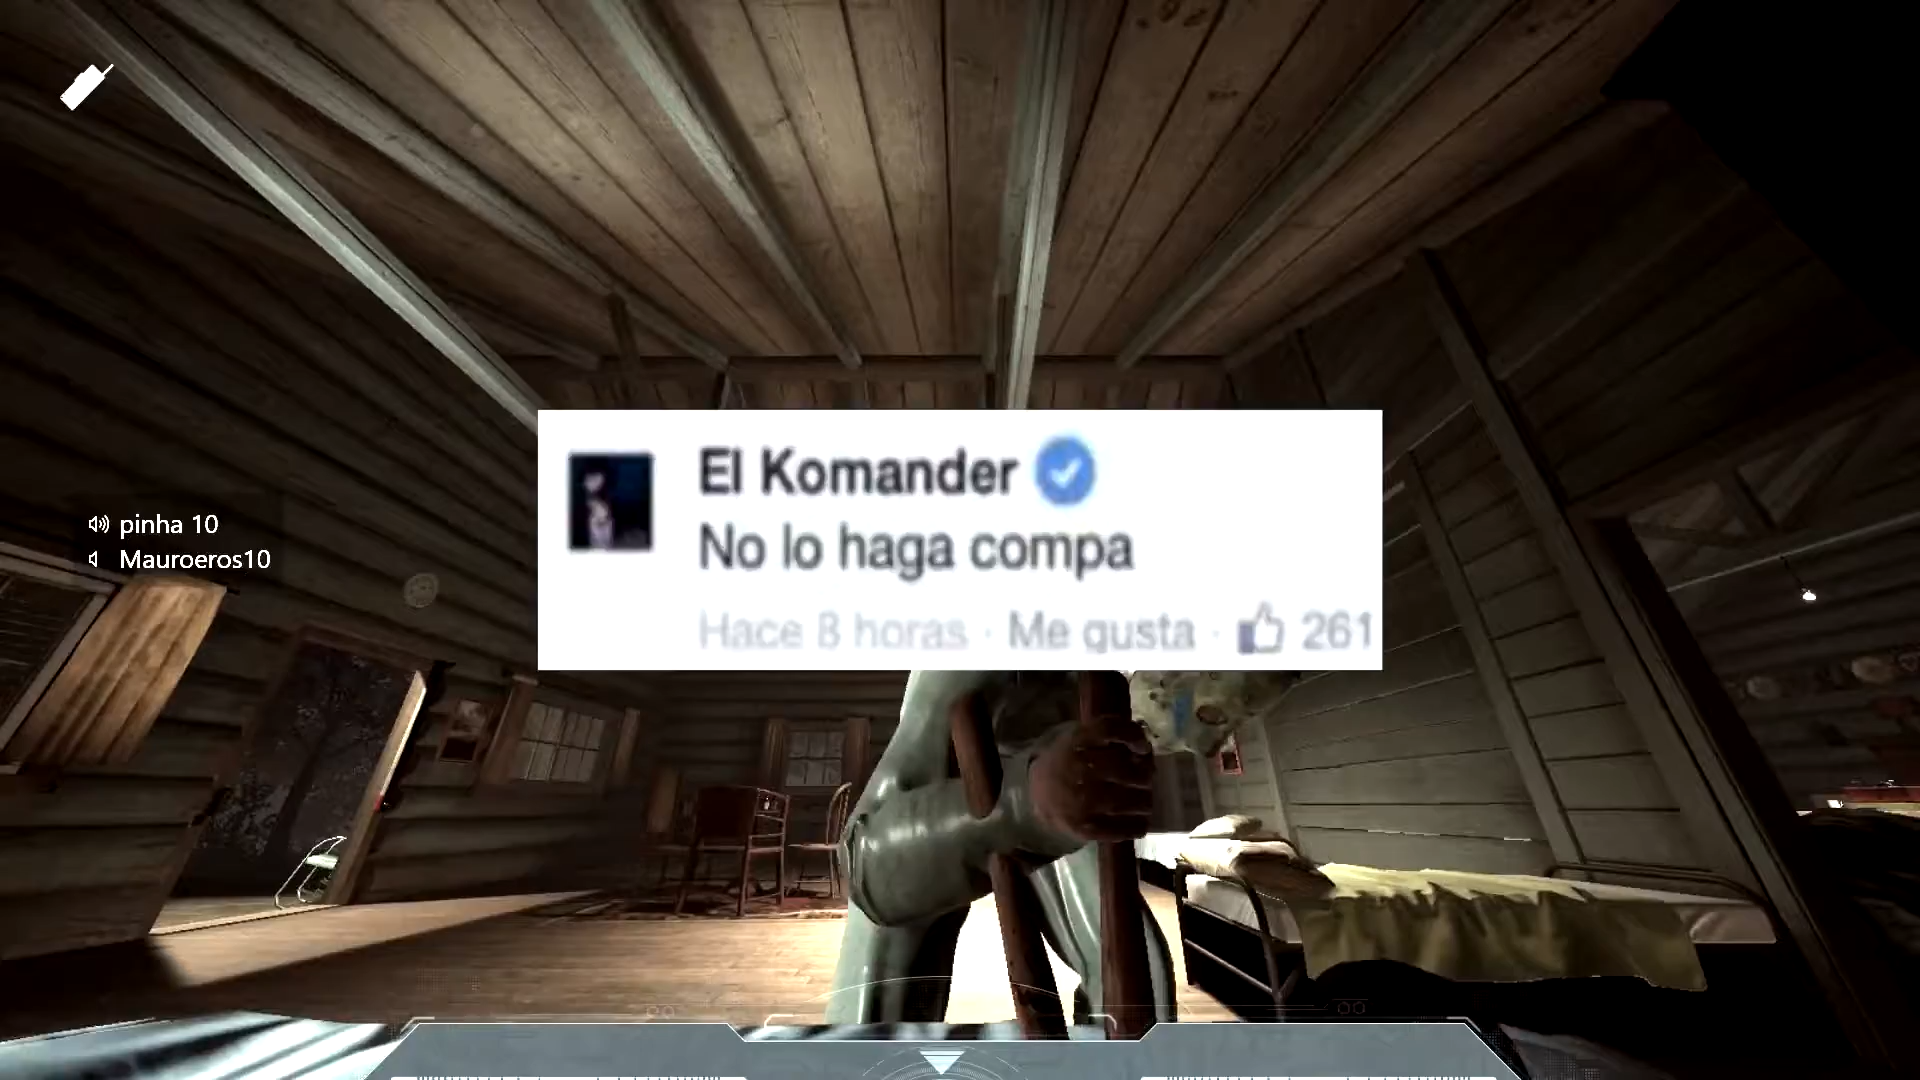 El Komander
No lo haga compa
Hace 8 horas · Me gusta · 261
pinha 10
Mauroeros10